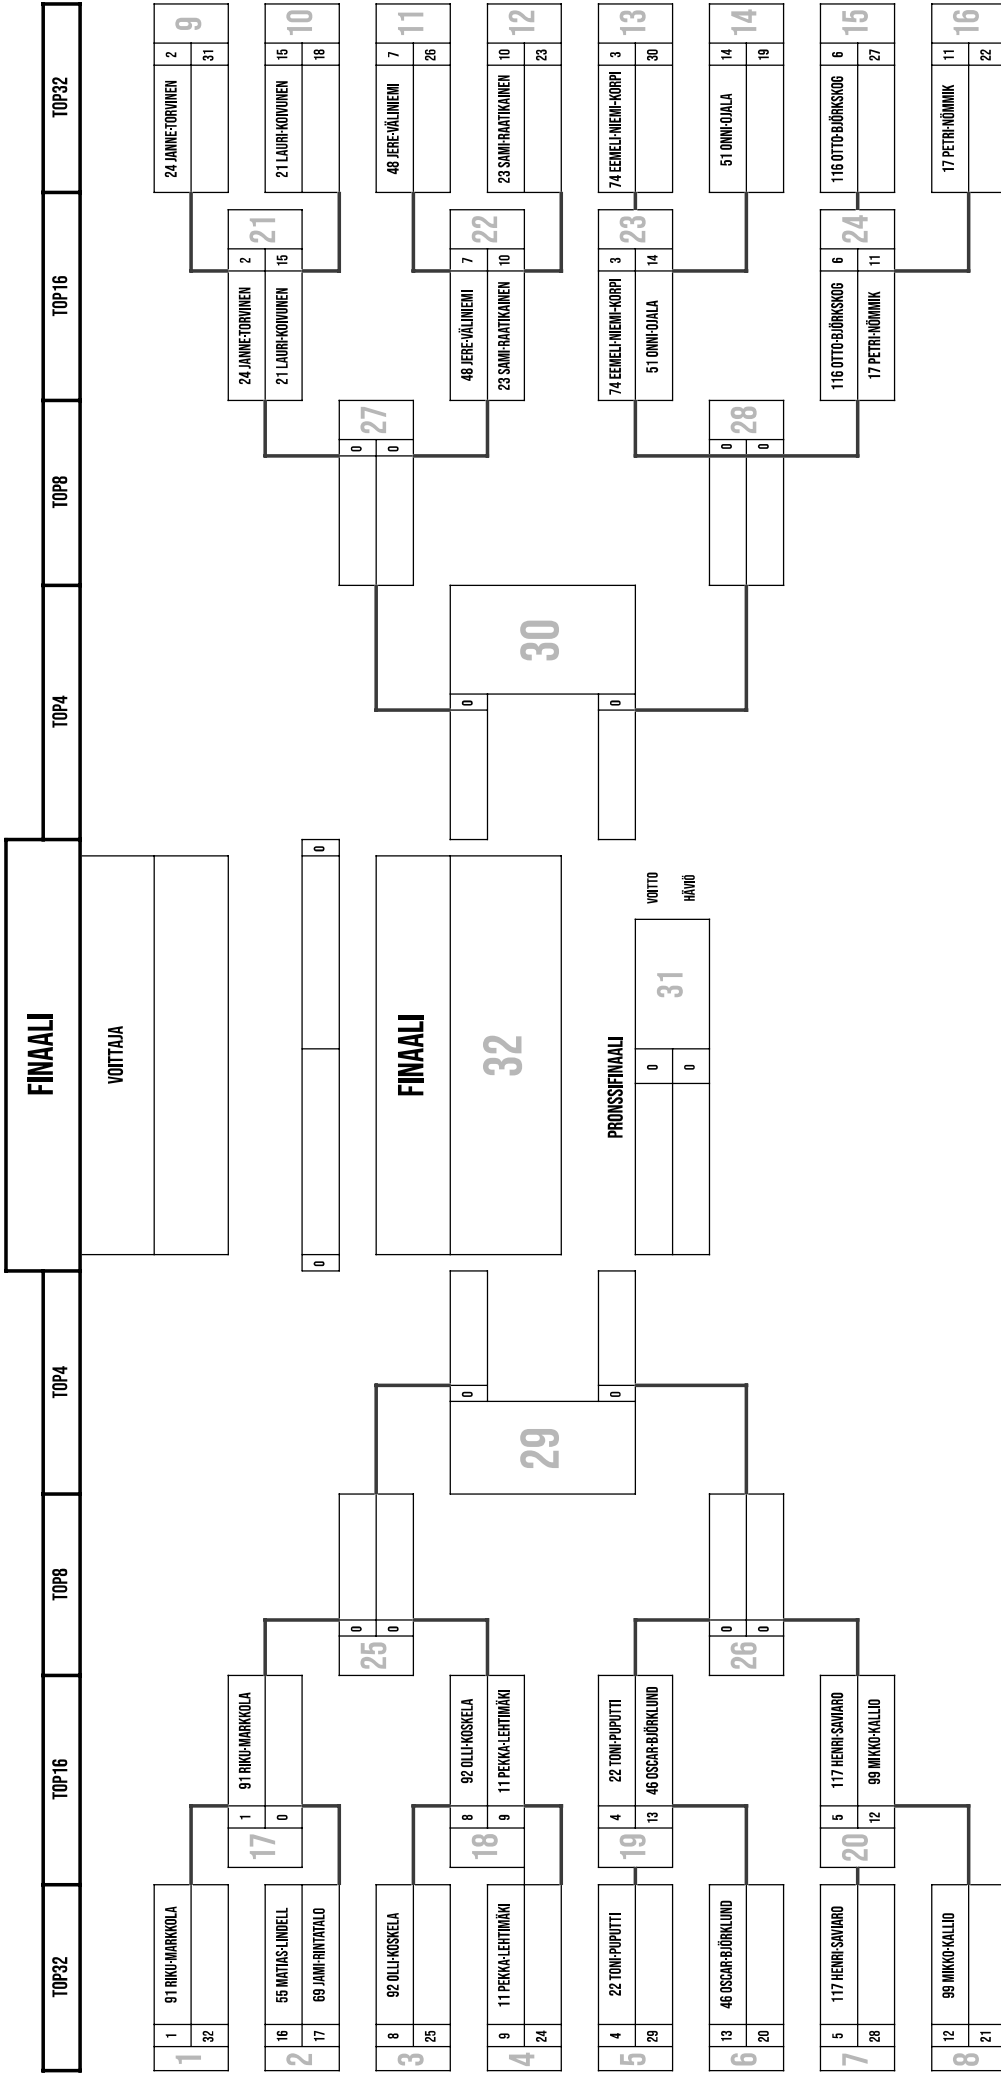 FINAALI
TOP32
TOP16
TOP8
TOP4
TOP4
TOP8
TOP16
TOP32
1
1
91 RIKU-MARKKOLA
32
2
16
55 MATIAS-LINDELL
17
69 JAMI-RINTATALO
3
8
92 OLLI-KOSKELA
25
4
9
11 PEKKA-LEHTIMÄKI
24
5
4
22 TONI-PUPUTTI
29
6
13
46 OSCAR-BJÖRKLUND
20
7
5
117 HENRI-SAVIARO
28
8
12
99 MIKKO-KALLIO
21
17
1
91 RIKU-MARKKOLA
0
18
8
92 OLLI-KOSKELA
9
11 PEKKA-LEHTIMÄKI
19
4
22 TONI-PUPUTTI
13
46 OSCAR-BJÖRKLUND
20
5
117 HENRI-SAVIARO
12
99 MIKKO-KALLIO
25
0
0
26
0
0
29
0
0
VOITTAJA
0
0
FINAALI
32
PRONSSIFINAALI
0
31
VOITTO
0
HÄVIÖ
0
30
0
0
27
0
0
28
0
24 JANNE-TORVINEN
2
21
21 LAURI-KOIVUNEN
15
48 JERE-VÄLINIEMI
7
22
23 SAMI-RAATIKAINEN
10
74 EEMELI-NIEMI-KORPI
3
23
51 ONNI-OJALA
14
116 OTTO-BJÖRKSKOG
6
24
17 PETRI-NÖMMIK
11
24 JANNE-TORVINEN
2
9
31
21 LAURI-KOIVUNEN
15
10
18
48 JERE-VÄLINIEMI
7
11
26
23 SAMI-RAATIKAINEN
10
12
23
74 EEMELI-NIEMI-KORPI
3
13
30
51 ONNI-OJALA
14
14
19
116 OTTO-BJÖRKSKOG
6
15
27
17 PETRI-NÖMMIK
11
16
22